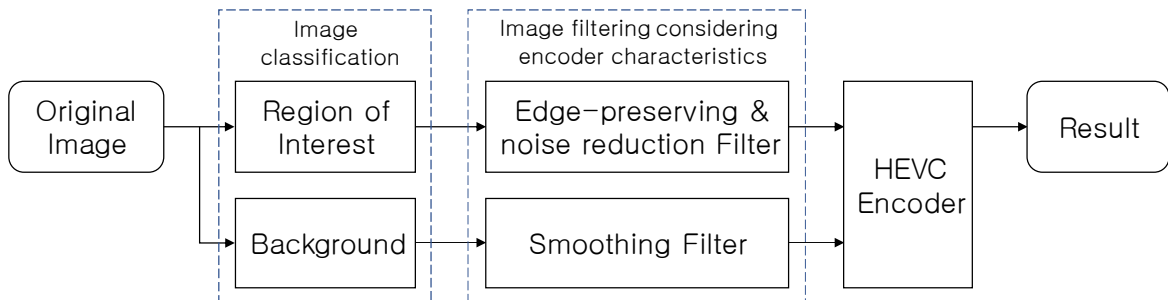 Image
classification
Image filtering considering
encoder characteristics
Original
Image
Region of
Interest
Edge-preserving &
noise reduction Filter
HEVC
Encoder
Result
Background
Smoothing Filter